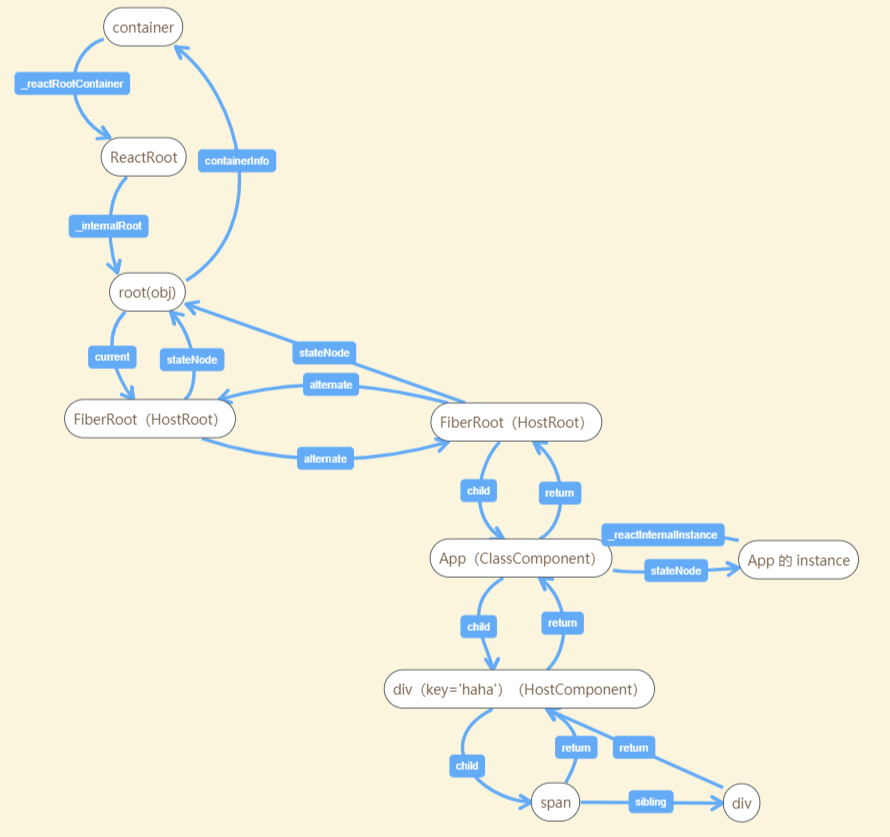 container
_reactRootContainer
ReactRoot
containerInfo
_internalRoot
root(obj)
stateNode
current
stateNode
alternate
FiberRoot（HostRoot）
FiberRoot（HostRoot）
alternate
child
return
_reactInternalInstance
App（ClassComponent）
App 的 instance
stateNode
child
return
div（key='haha'）（HostComponent）
return
return
child
span
sibling
div